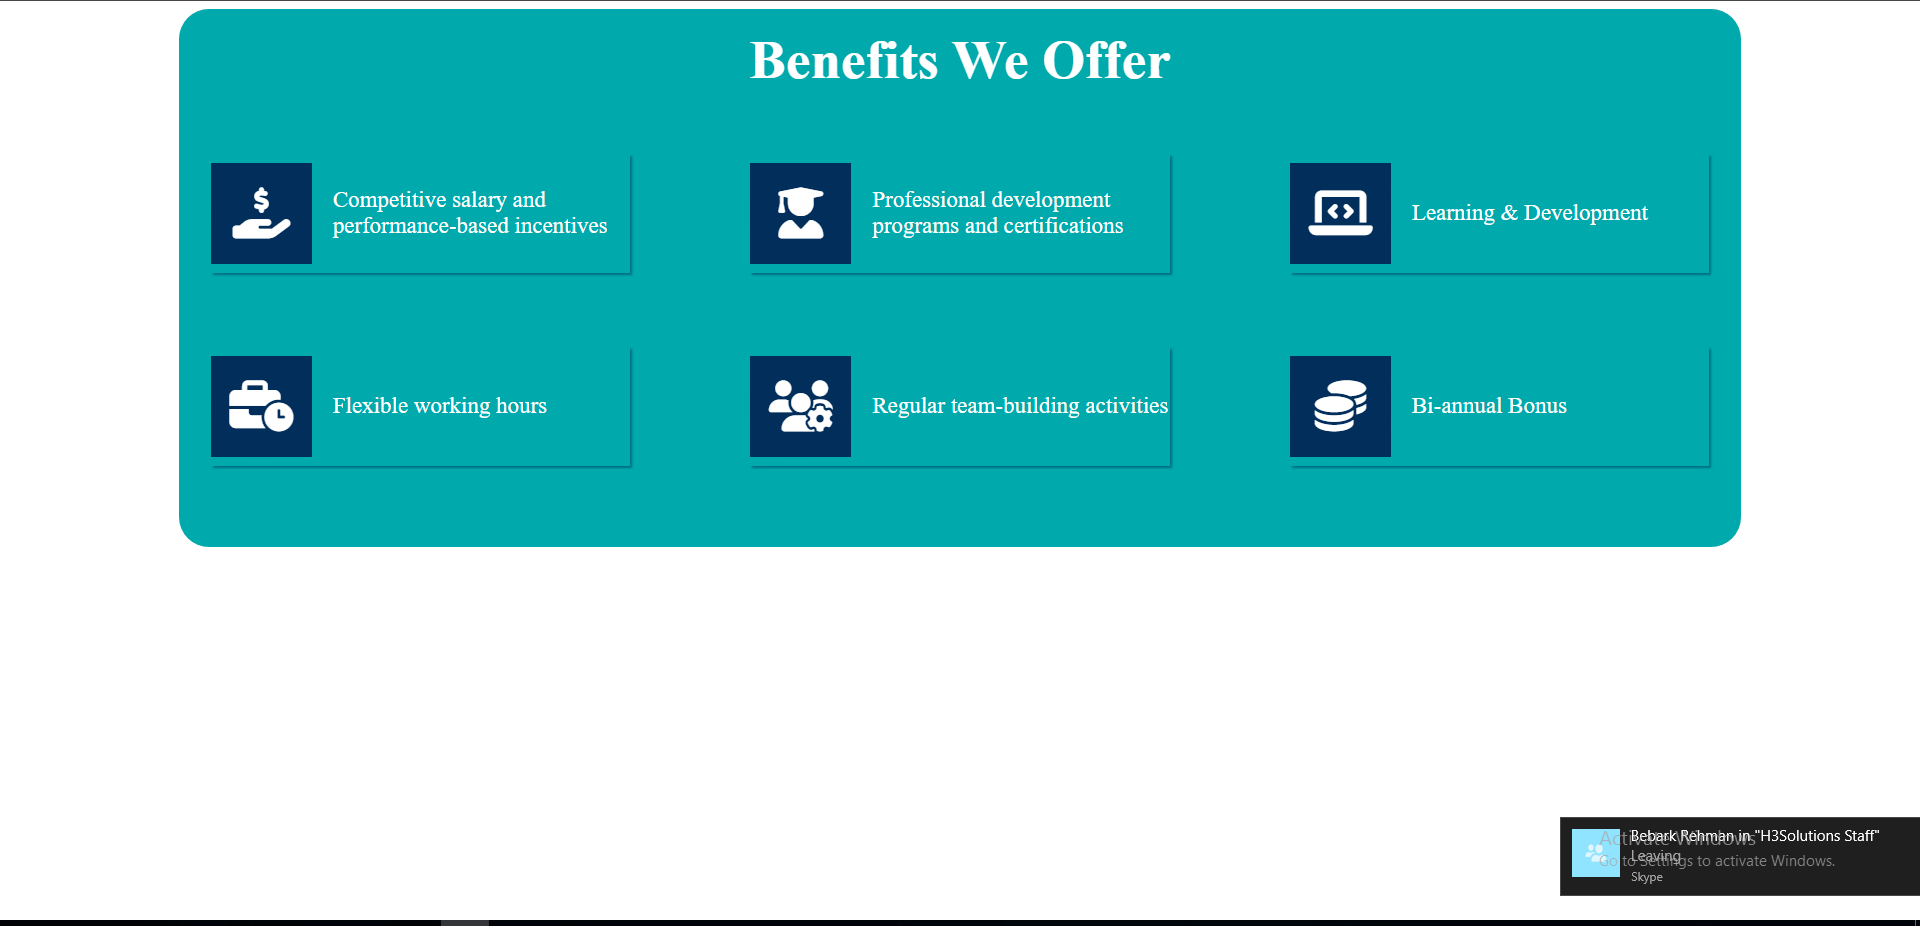 Benefits We Offer
Competitive salary and
performance-based incentives
Professional development
programs and certifications
Learning & Development
Flexible working hours
Regular team-building activities
Bi-annual Bonus
Activate Windows
Go to Settings to activate Windows.
Bebark Rehman in "H3Solutions Staff"
Leaving
Skype